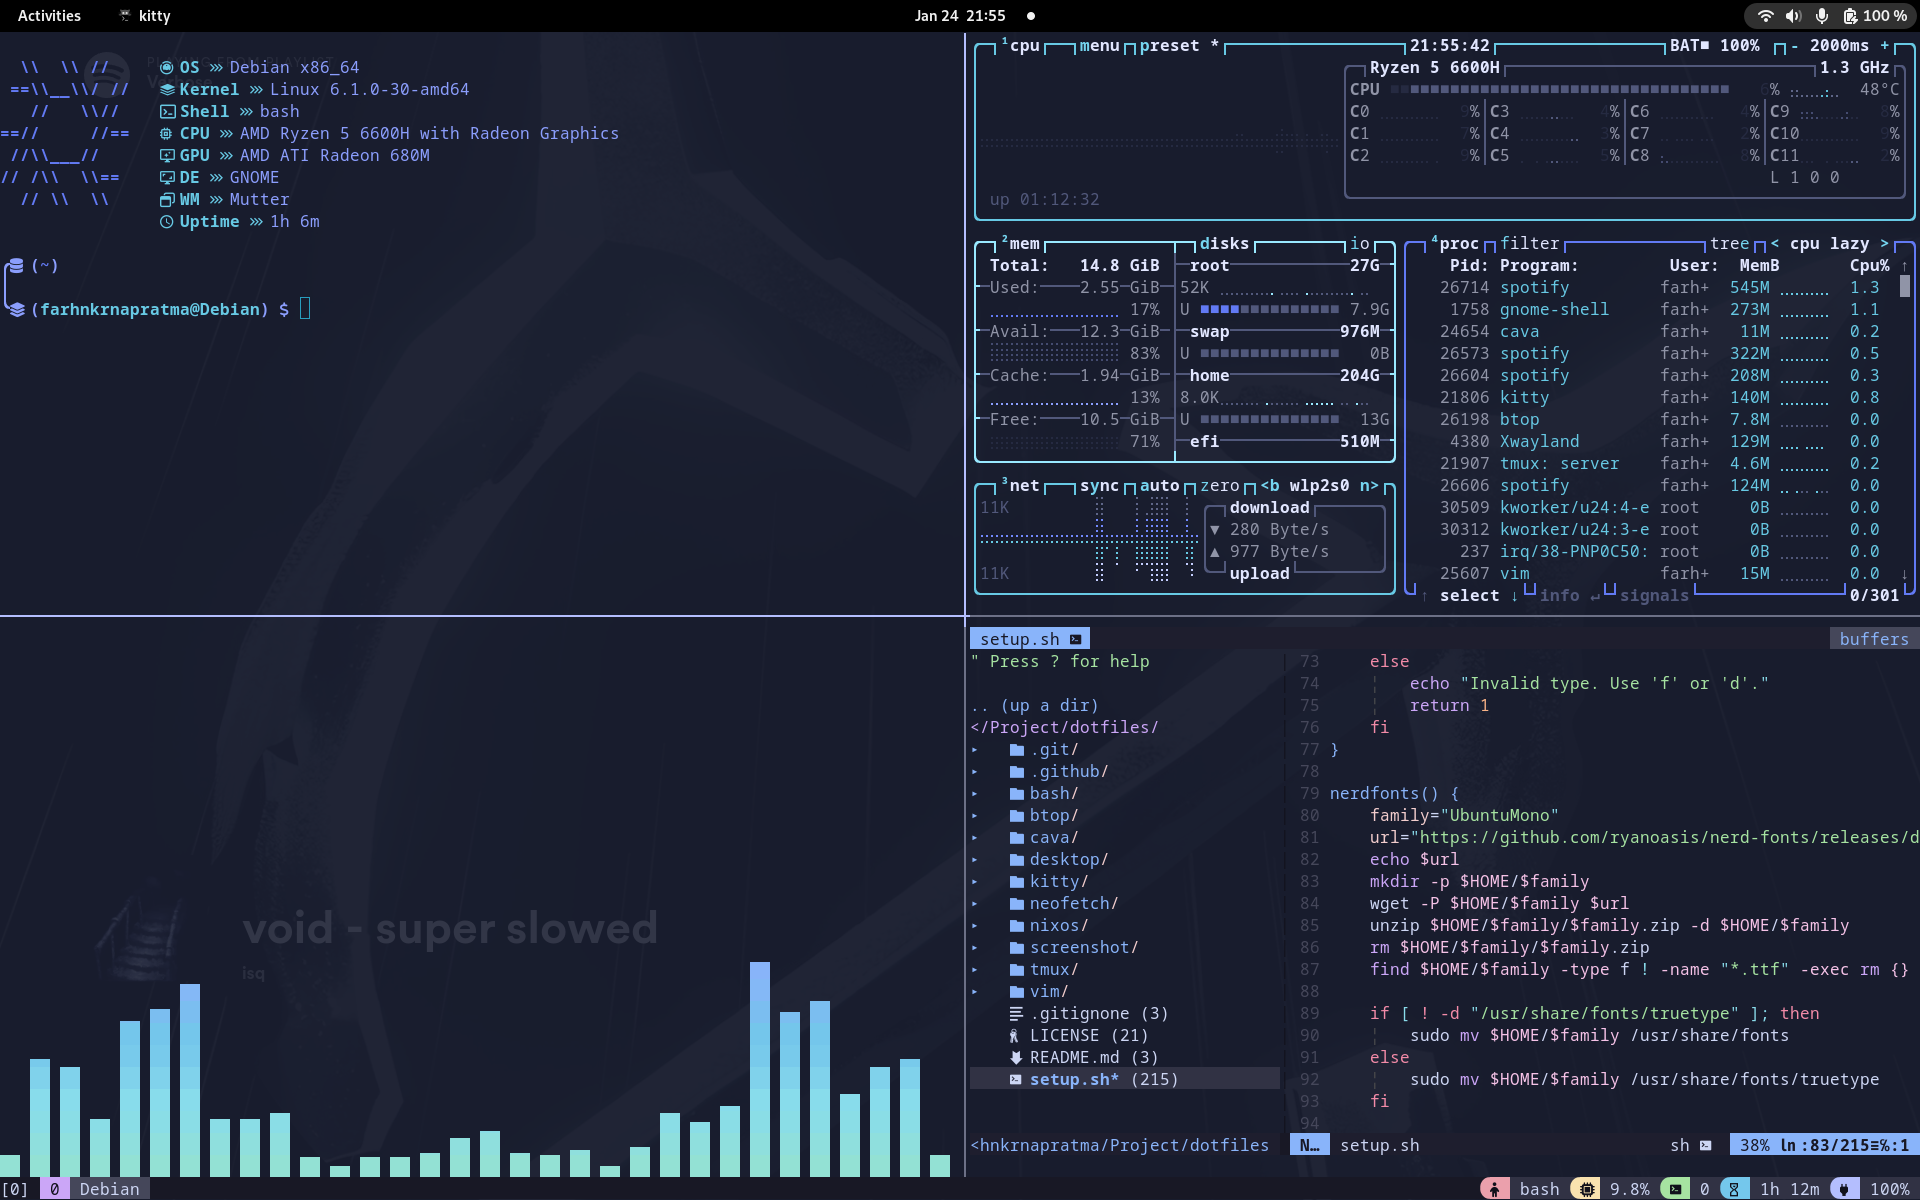 Activities kitty Jan 24 21:55 100 %
\\ \\ //
==\\__\\/ //
// \\//
==// //==
//\\___//
// /\\ \\==
// \\ \\
OS Debian x86_64
Kernel Linux 6.1.0-30-amd64
Shell bash
CPU AMD Ryzen 5 6600H with Radeon Graphics
GPU AMD ATI Radeon 680M
DE GNOME
WM Mutter
Uptime 1h 6m
(~)
(farhnkrnapratma@Debian) $
void - super slowed
isq
¹cpu menu preset * 21:55:42 BAT■ 100% - 2000ms +
Ryzen 5 6600H 1.3 GHz
CPU % 48°C
C0 % C3 % C6 % C9 %
C1 % C4 % C7 % C10 %
C2 % C5 % C8 % C11 %
L 1 0 0
up 01:12:32
²mem disks io
Total: 14.8 GiB
Used: 2.55 GiB
17%
Avail: 12.3 GiB
83%
Cache: 1.94 GiB
13%
Free: 10.5 GiB
71%
root 27G
52K
U 7.9G
swap 976M
U 0B
home 204G
8.0K
U 13G
efi 510M
³net sync auto zero <b wlp2s0 n>
11K
download
▼ 280 Byte/s
▲ 977 Byte/s
11K
upload
⁴proc filter tree < cpu lazy >
Pid: Program: User: MemB Cpu% ↑
26714 spotify farh+ 545M 1.3
1758 gnome-shell farh+ 273M 1.1
24654 cava farh+ 11M 0.2
26573 spotify farh+ 322M 0.5
26604 spotify farh+ 208M 0.3
21806 kitty farh+ 140M 0.8
26198 btop farh+ 7.8M 0.0
4380 Xwayland farh+ 129M 0.0
21907 tmux: server farh+ 4.6M 0.2
26606 spotify farh+ 124M 0.0
30509 kworker/u24:4-e root 0B 0.0
30312 kworker/u24:3-e root 0B 0.0
237 irq/38-PNP0C50: root 0B 0.0
25607 vim farh+ 15M 0.0 ↓
↑ select ↓ info ↵ signals 0/301
setup.sh buffers
" Press ? for help
.. (up a dir)
</Project/dotfiles/
▸ .git/
▸ .github/
▸ bash/
▸ btop/
▸ cava/
▸ desktop/
▸ kitty/
▸ neofetch/
▸ nixos/
▸ screenshot/
▸ tmux/
▸ vim/
.gitignone (3)
LICENSE (21)
README.md (3)
setup.sh* (215)
73 else
74 ¦ echo "Invalid type. Use 'f' or 'd'."
75 ¦ return 1
76 fi
77 }
78
79 nerdfonts() {
80 family="UbuntuMono"
81 url="https://github.com/ryanoasis/nerd-fonts/releases/d
82 echo $url
83 mkdir -p $HOME/$family
84 wget -P $HOME/$family $url
85 unzip $HOME/$family/$family.zip -d $HOME/$family
86 rm $HOME/$family/$family.zip
87 find $HOME/$family -type f ! -name "*.ttf" -exec rm {}
88
89 if [ ! -d "/usr/share/fonts/truetype" ]; then
90 ¦ sudo mv $HOME/$family /usr/share/fonts
91 else
92 ¦ sudo mv $HOME/$family /usr/share/fonts/truetype
93 fi
94
<hnkrnapratma/Project/dotfiles N… setup.sh sh 38% ln:83/215≡℅:1
[0] 0 Debian bash 9.8% 0 1h 12m 100%